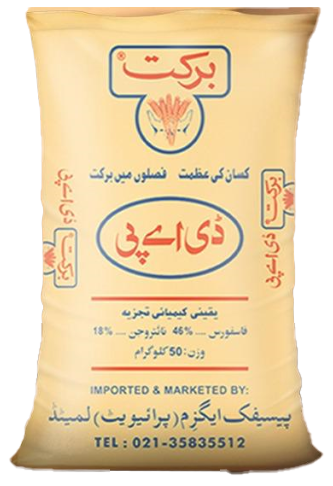 برکت®
کسان کی عظمت فصلوں میں برکت
ڈی اے پی
برکت
ڈی اے پی
برکت
ڈی اے پی
یقینی کیمیائی تجزیہ
فاسفورس .... 46% نائٹروجن .... 18%
وزن: 50 کلوگرام
IMPORTED & MARKETED BY:
پیسیفک ایگزم (پرائیویٹ) لمیٹڈ
TEL : 021-35835512